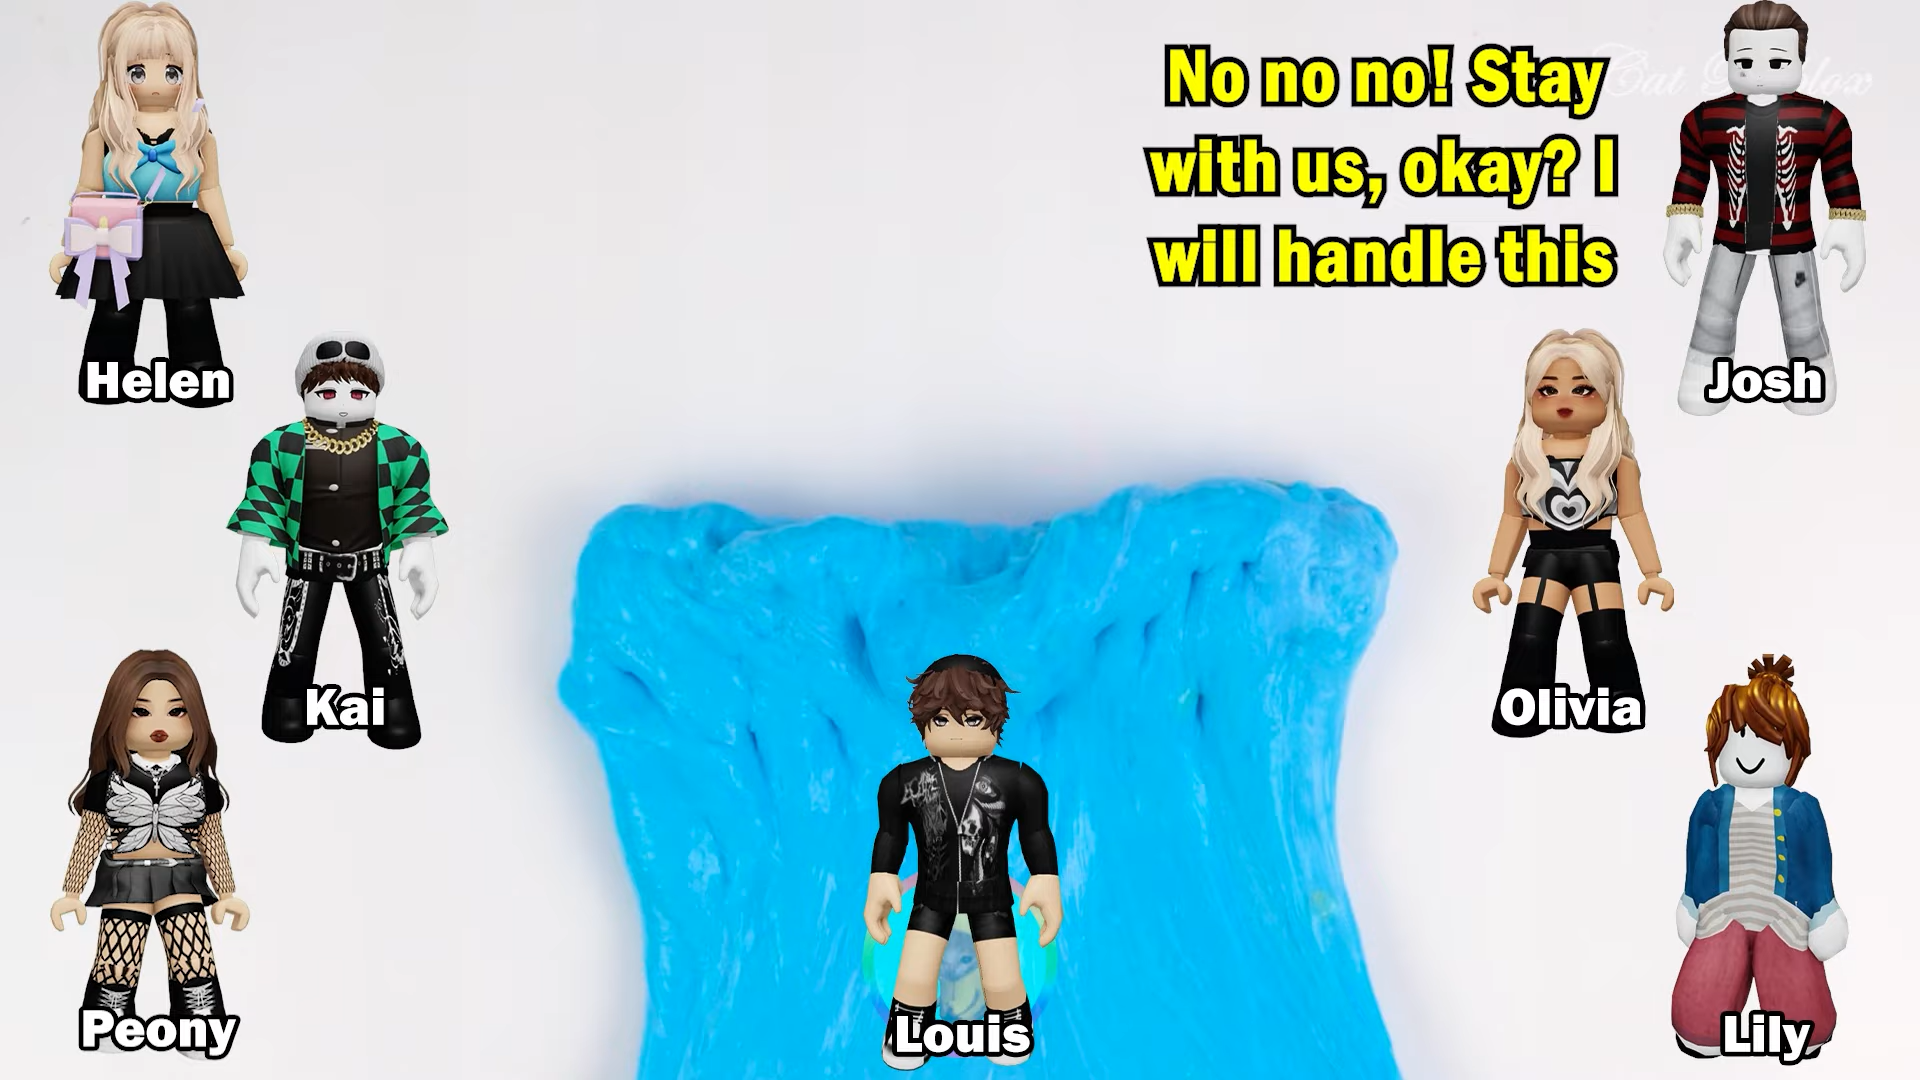 No no no! Stay
with us, okay? I
will handle this
Helen
Josh
Kai
Olivia
Peony
Louis
Lily